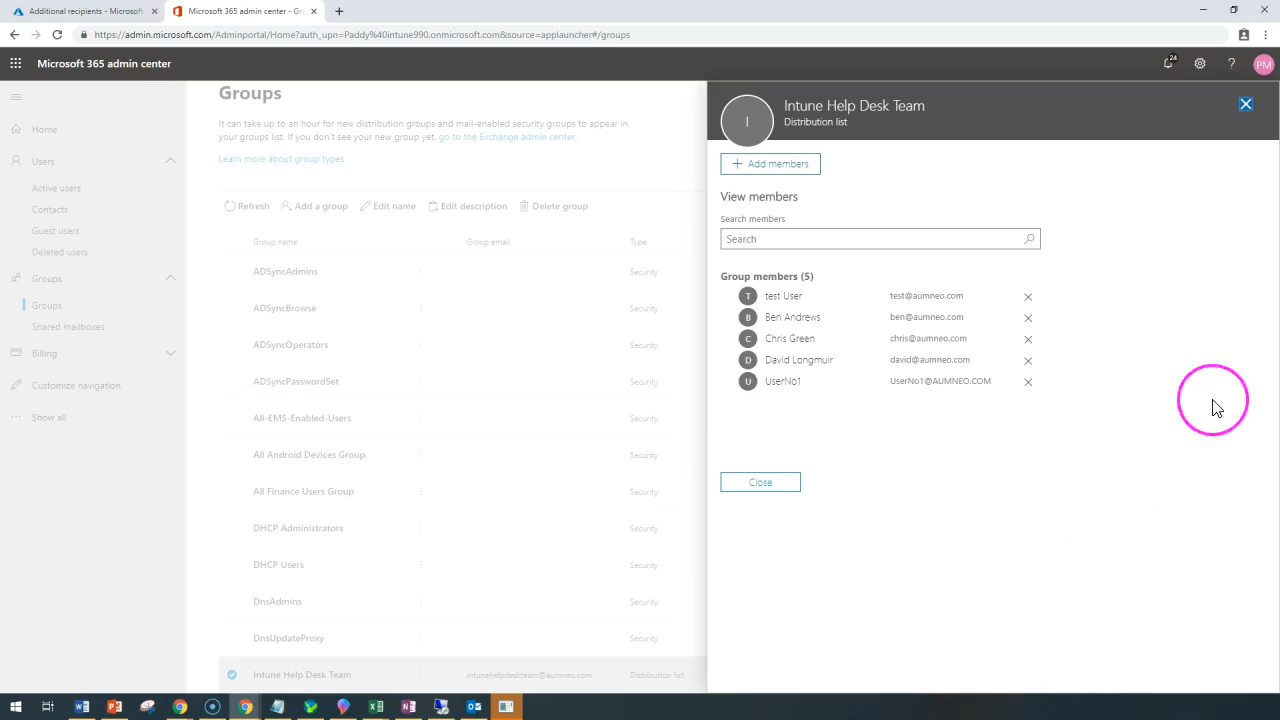 Additional recipients - Microsoft
Microsoft 365 admin center - Gr
https://admin.microsoft.com/Adminportal/Home?auth_upn=Paddy%40intune990.onmicrosoft.com&source=applauncher#/groups
Microsoft 365 admin center
24
?
PM
Home
Users
Active users
Contacts
Guest users
Deleted users
Groups
Groups
Shared mailboxes
Billing
Customize navigation
Show all
Groups
It can take up to an hour for new distribution groups and mail-enabled security groups to appear in
your groups list. If you don't see your new group yet, go to the Exchange admin center.
Learn more about group types
Refresh Add a group Edit name Edit description Delete group
Group name Group email Type
ADSyncAdmins Security
ADSyncBrowse Security
ADSyncOperators Security
ADSyncPasswordSet Security
All-EMS-Enabled-Users Security
All Android Devices Group Security
All Finance Users Group Security
DHCP Administrators Security
DHCP Users Security
DnsAdmins Security
DnsUpdateProxy Security
Intune Help Desk Team intunehelpdeskteam@aumneo.com Distribution list
I
Intune Help Desk Team
Distribution list
Add members
View members
Search members
Search
Group members (5)
T test User test@aumneo.com
B Ben Andrews ben@aumneo.com
C Chris Green chris@aumneo.com
D David Longmuir david@aumneo.com
U UserNo1 UserNo1@AUMNEO.COM
Close